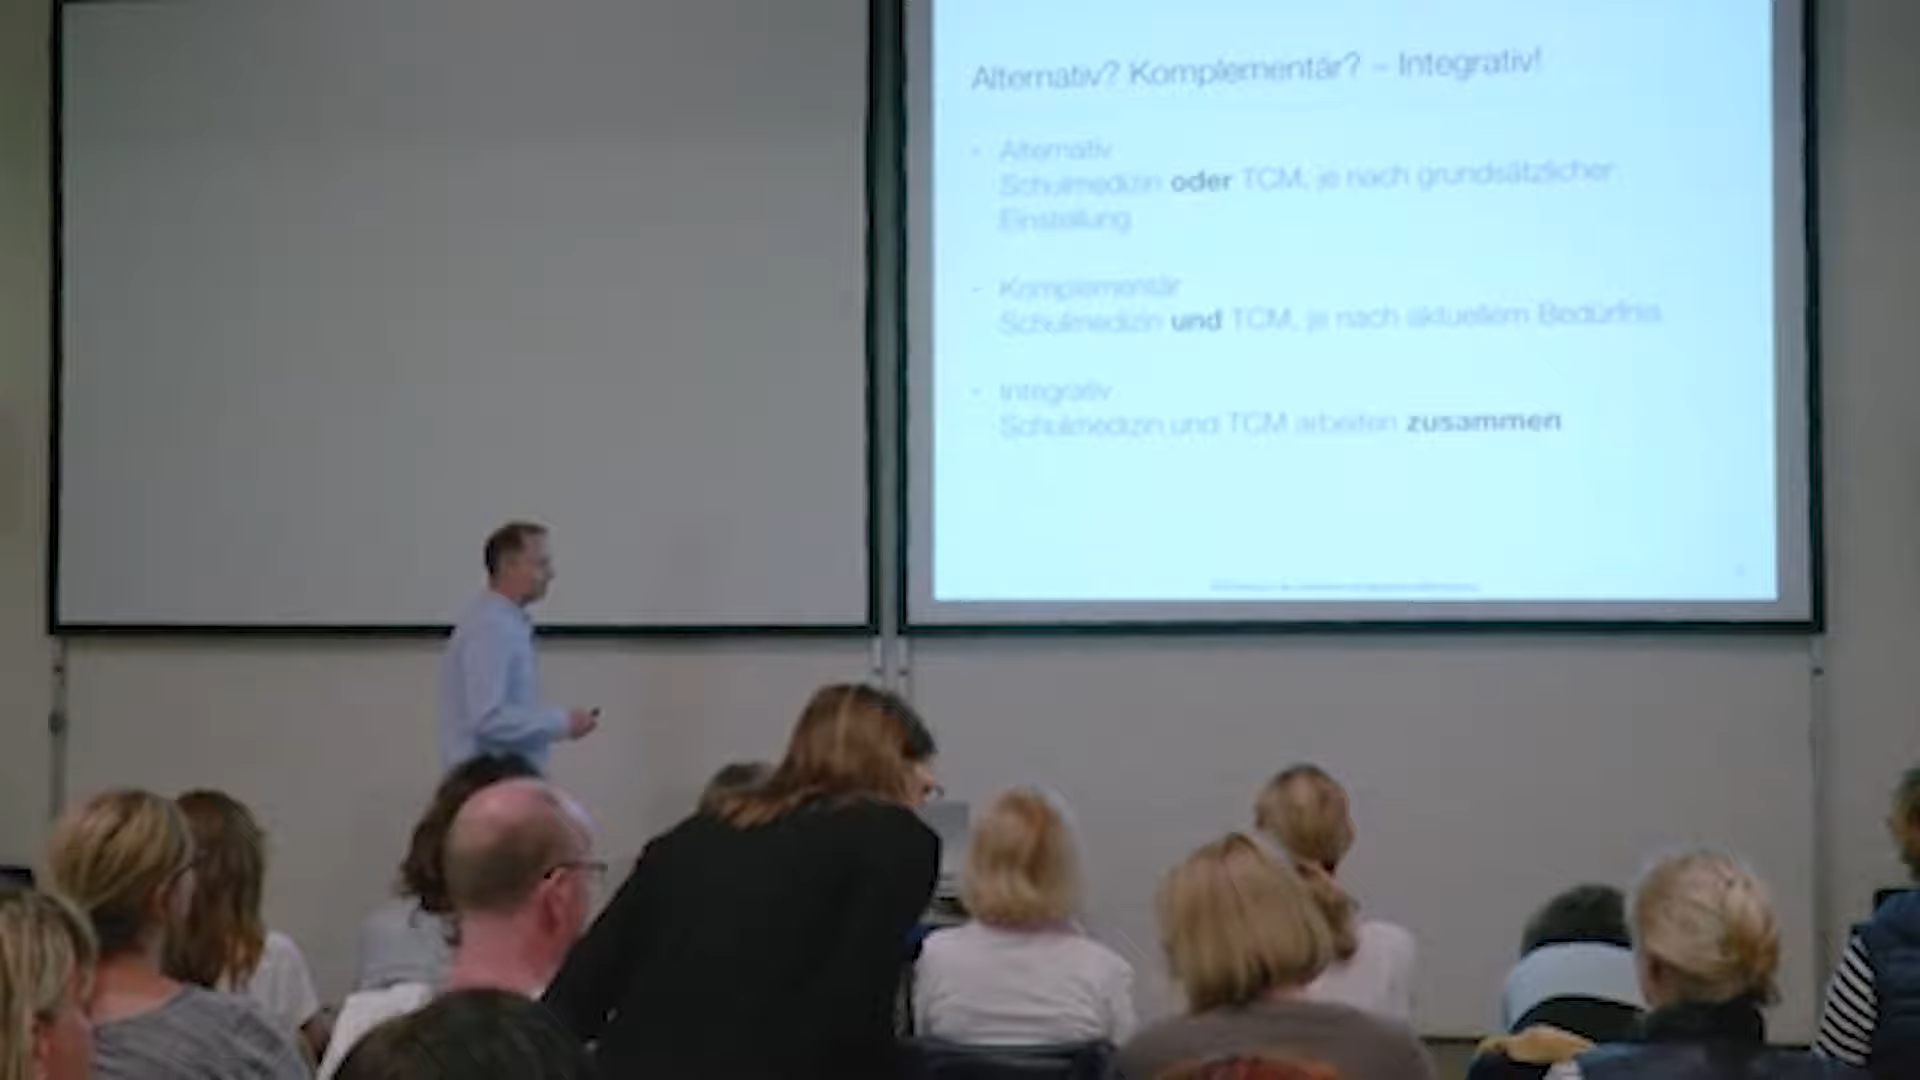 Alternativ? Komplementär? – Integrativ!
- Alternativ
Schulmedizin oder TCM, je nach grundsätzlicher
Einstellung
- Komplementär
Schulmedizin und TCM, je nach aktuellem Bedürfnis
- Integrativ
Schulmedizin und TCM arbeiten zusammen